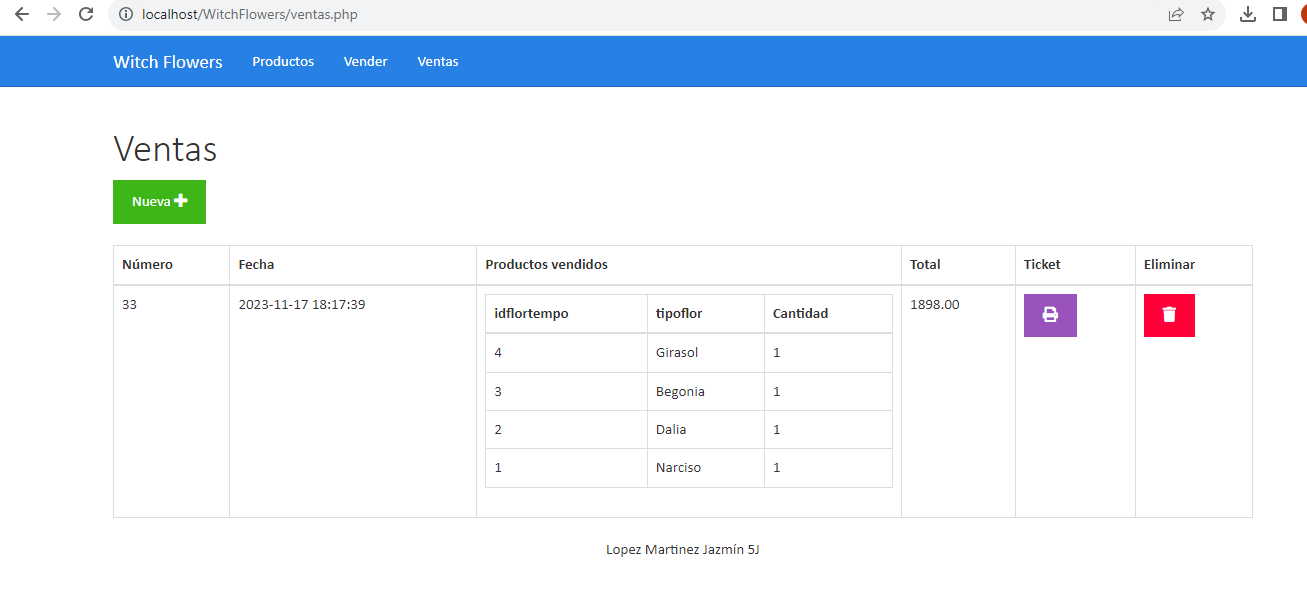 localhost/WitchFlowers/ventas.php
Witch Flowers Productos Vender Ventas
Ventas
Nueva
Número Fecha Productos vendidos Total Ticket Eliminar
33 2023-11-17 18:17:39 1898.00
idflortempo tipoflor Cantidad
4 Girasol 1
3 Begonia 1
2 Dalia 1
1 Narciso 1
Lopez Martinez Jazmín 5J